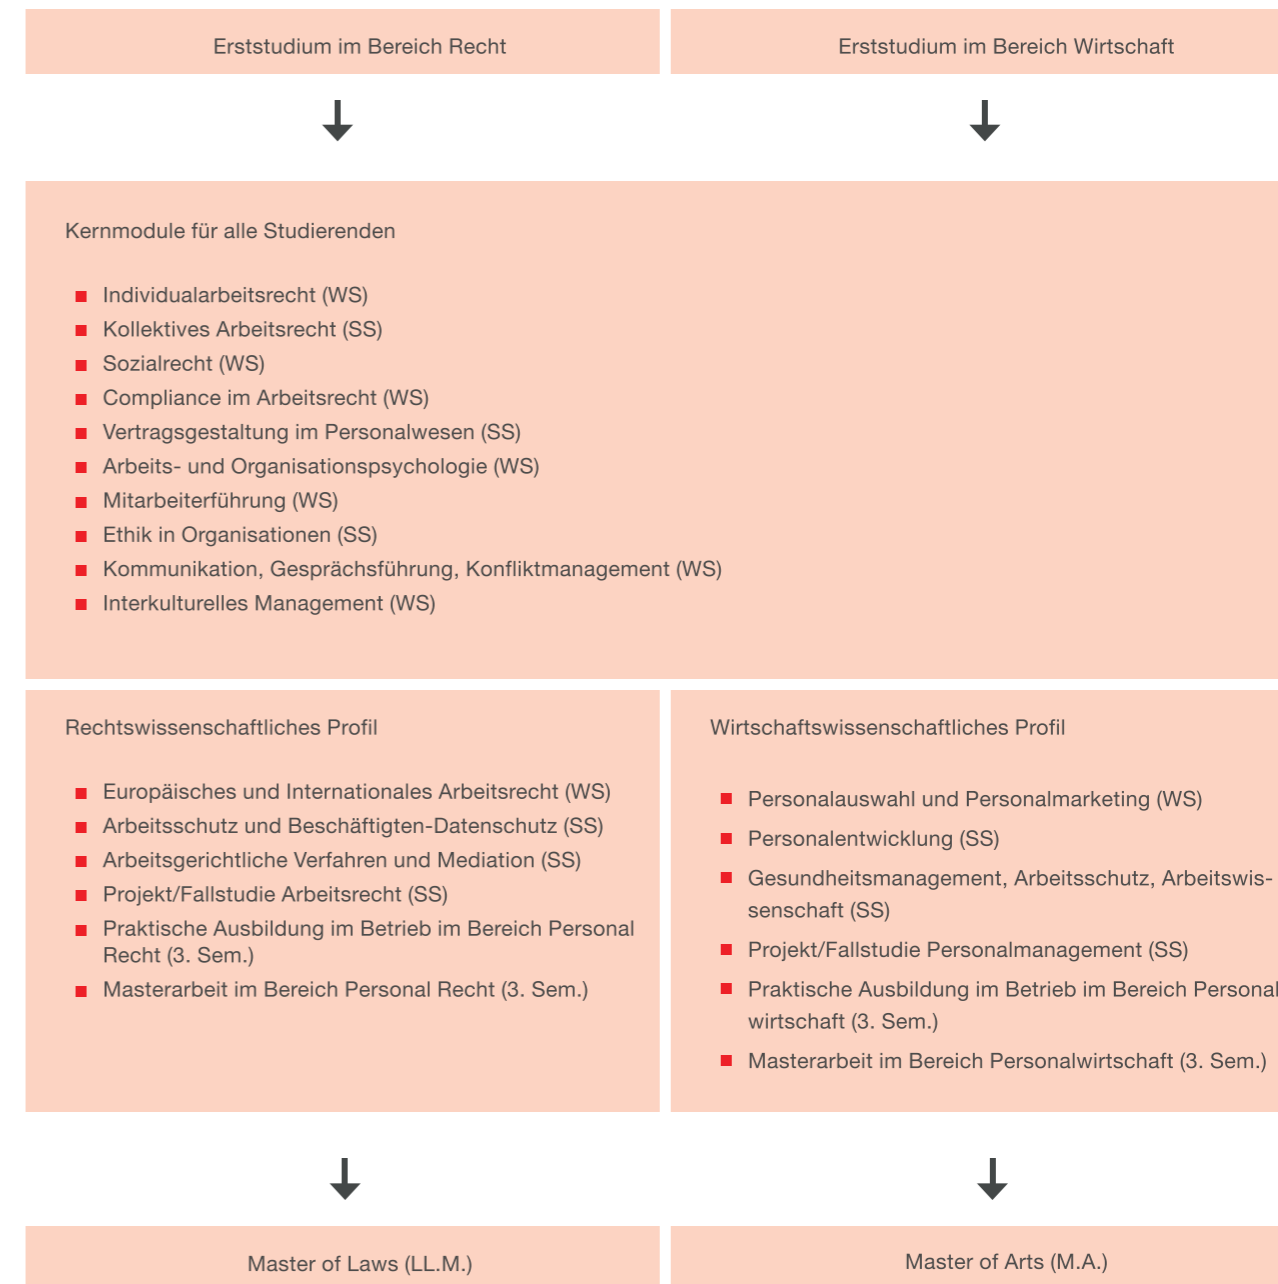 Erststudium im Bereich Recht
Erststudium im Bereich Wirtschaft
Kernmodule für alle Studierenden
Individualarbeitsrecht (WS)
Kollektives Arbeitsrecht (SS)
Sozialrecht (WS)
Compliance im Arbeitsrecht (WS)
Vertragsgestaltung im Personalwesen (SS)
Arbeits- und Organisationspsychologie (WS)
Mitarbeiterführung (WS)
Ethik in Organisationen (SS)
Kommunikation, Gesprächsführung, Konfliktmanagement (WS)
Interkulturelles Management (WS)
Rechtswissenschaftliches Profil
Europäisches und Internationales Arbeitsrecht (WS)
Arbeitsschutz und Beschäftigten-Datenschutz (SS)
Arbeitsgerichtliche Verfahren und Mediation (SS)
Projekt/Fallstudie Arbeitsrecht (SS)
Praktische Ausbildung im Betrieb im Bereich Personal
Recht (3. Sem.)
Masterarbeit im Bereich Personal Recht (3. Sem.)
Wirtschaftswissenschaftliches Profil
Personalauswahl und Personalmarketing (WS)
Personalentwicklung (SS)
Gesundheitsmanagement, Arbeitsschutz, Arbeitswis-
senschaft (SS)
Projekt/Fallstudie Personalmanagement (SS)
Praktische Ausbildung im Betrieb im Bereich Personal
wirtschaft (3. Sem.)
Masterarbeit im Bereich Personalwirtschaft (3. Sem.)
Master of Laws (LL.M.)
Master of Arts (M.A.)